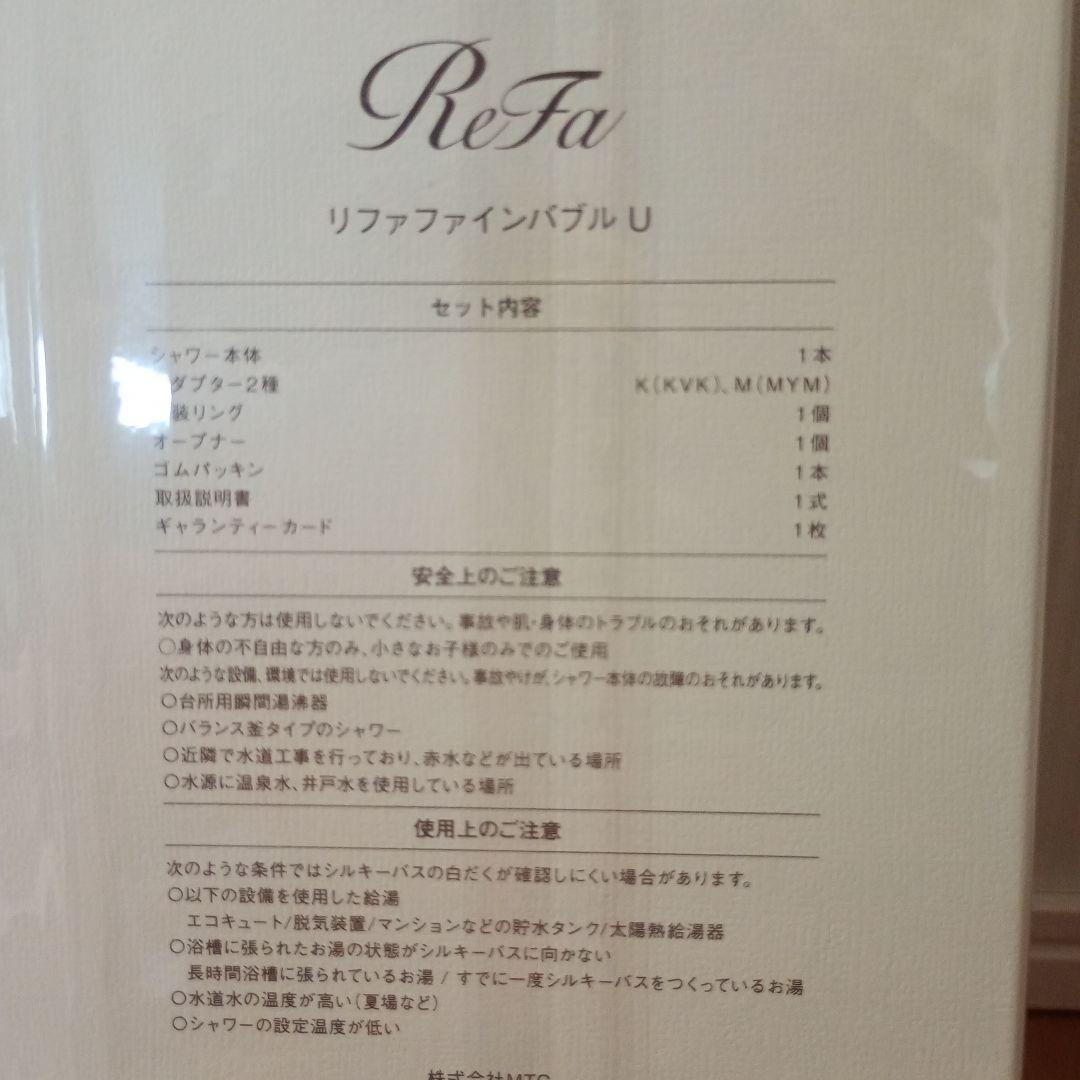 ReFa
リファファインバブル U
セット内容
シャワー本体 1本
ダプター2種 K(KVK)、M(MYM)
装リング 1個
オープナー 1個
ゴムパッキン 1本
取扱説明書 1式
ギャランティーカード 1枚
安全上のご注意
次のような方は使用しないでください。事故や肌・身体のトラブルのおそれがあります。
○身体の不自由な方のみ、小さなお子様のみでのご使用
次のような設備、環境では使用しないでください。事故やけが、シャワー本体の故障のおそれがあります。
○台所用瞬間湯沸器
○バランス釜タイプのシャワー
○近隣で水道工事を行っており、赤水などが出ている場所
○水源に温泉水、井戸水を使用している場所
使用上のご注意
次のような条件ではシルキーバスの白だくが確認しにくい場合があります。
○以下の設備を使用した給湯
エコキュート/脱気装置/マンションなどの貯水タンク/太陽熱給湯器
○浴槽に張られたお湯の状態がシルキーバスに向かない
長時間浴槽に張られているお湯 / すでに一度シルキーバスをつくっているお湯
○水道水の温度が高い(夏場など)
○シャワーの設定温度が低い
株式会社MTG